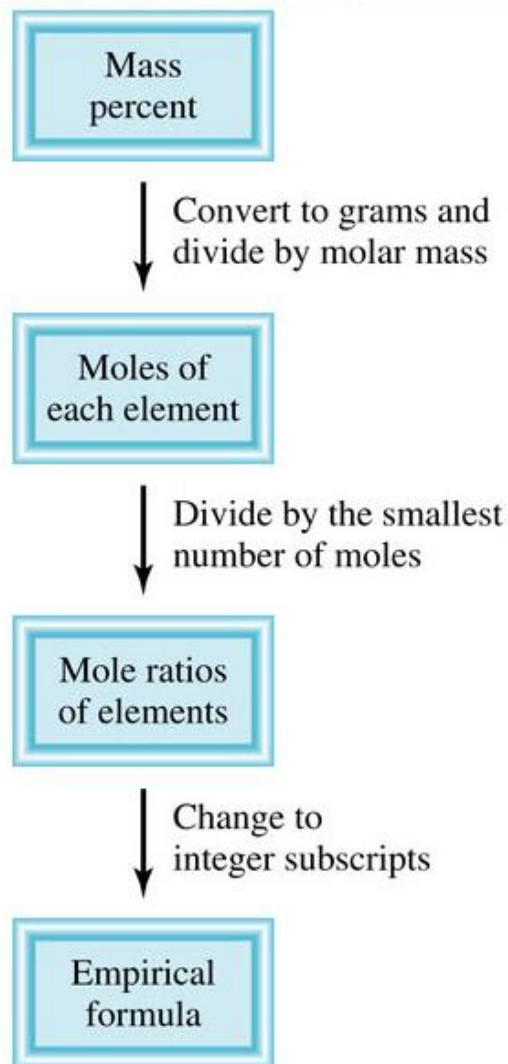 Mass
percent
Convert to grams and
divide by molar mass
Moles of
each element
Divide by the smallest
number of moles
Mole ratios
of elements
Change to
integer subscripts
Empirical
formula